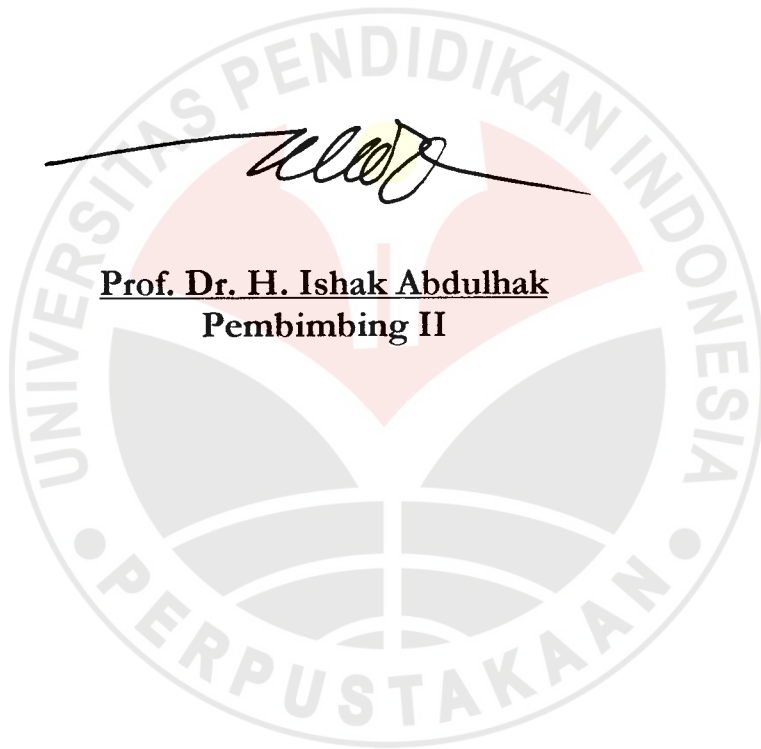 UNIVERSITAS PENDIDIKAN INDONESIA
Prof. Dr. H. Ishak Abdulhak
Pembimbing II
PERPUSTAKAAN